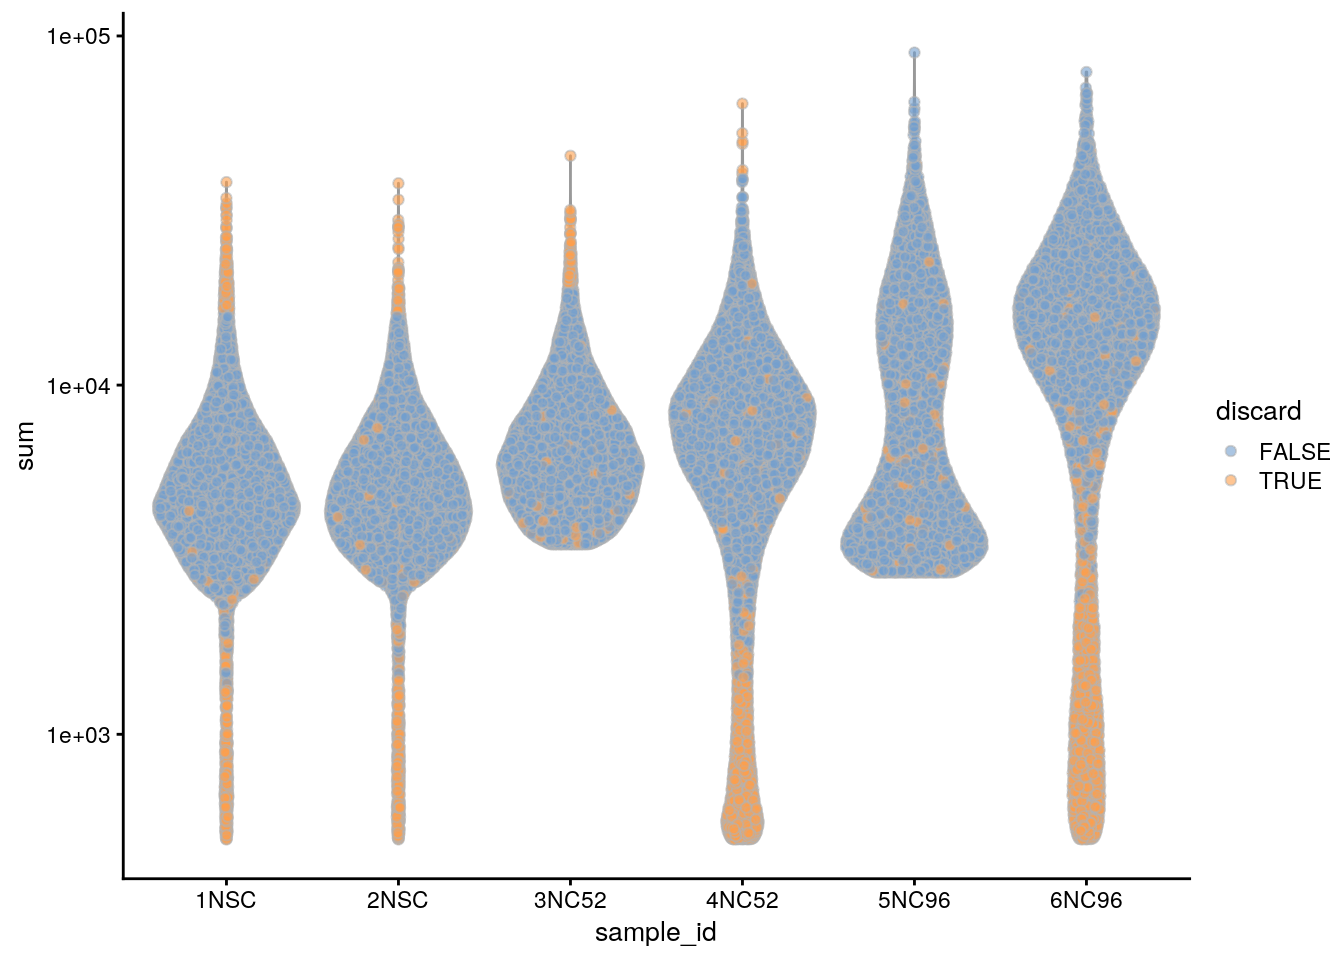 1e+05
1e+04
1e+03
sum
1NSC
2NSC
3NC52
4NC52
5NC96
6NC96
sample_id
discard
FALSE
TRUE